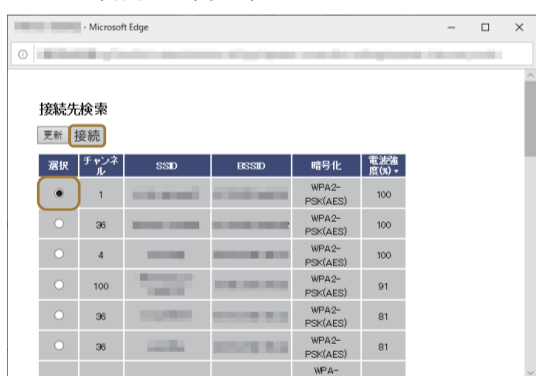 - Microsoft Edge
接続先検索
更新 接続
選択 チャンネル SSID BSSID 暗号化 電波強度(%)
1 WPA2-PSK(AES) 100
36 WPA2-PSK(AES) 100
4 WPA2-PSK(AES) 100
100 WPA2-PSK(AES) 91
36 WPA2-PSK(AES) 81
36 WPA2-PSK(AES) 81
WPA-